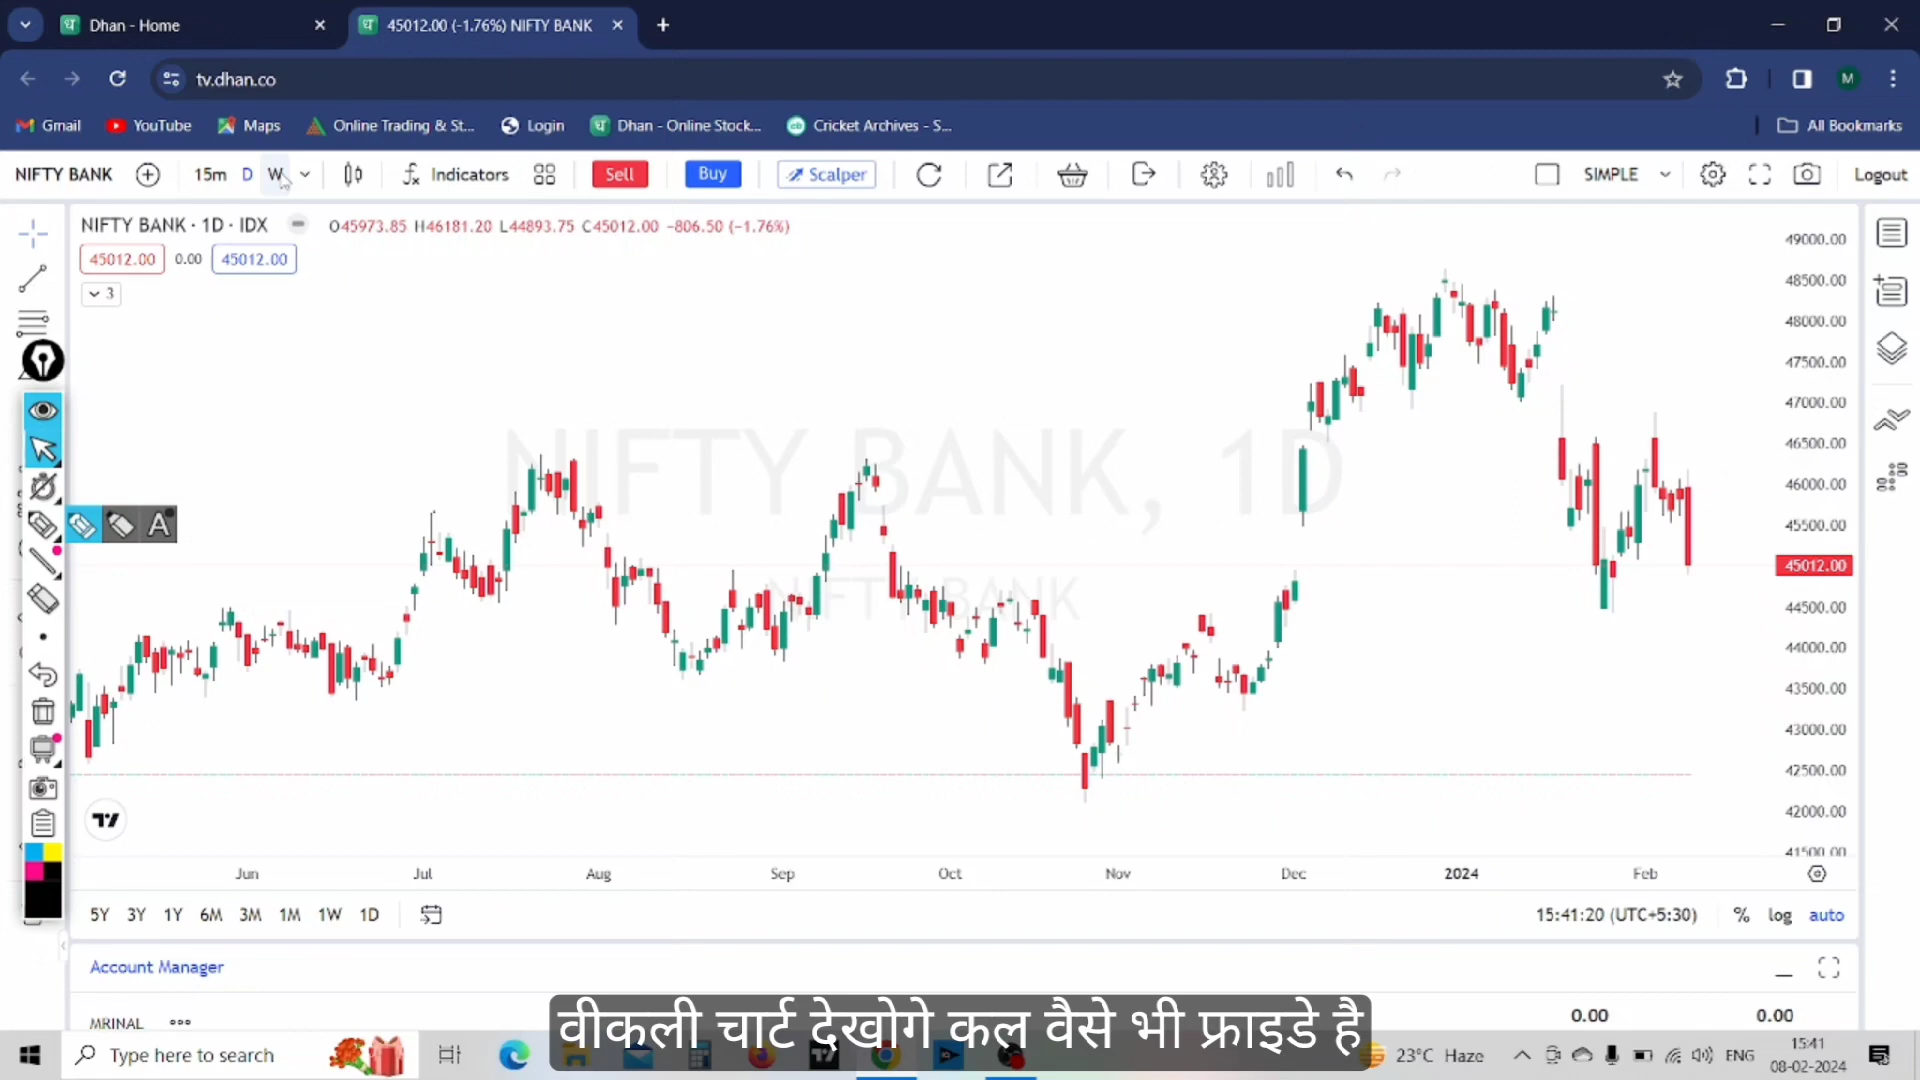 Dhan - Home
45012.00 (-1.76%) NIFTY BANK
tv.dhan.co
M
Gmail
YouTube
Maps
Online Trading & St...
Login
Dhan - Online Stock...
Cricket Archives - S...
All Bookmarks
NIFTY BANK
15m
D
W
Indicators
Sell
Buy
Scalper
SIMPLE
Logout
NIFTY BANK · 1D · IDX
O45973.85 H46181.20 L44893.75 C45012.00 −806.50 (−1.76%)
45012.00
0.00
45012.00
3
NIFTY BANK, 1D
NIFTY BANK
49000.00
48500.00
48000.00
47500.00
47000.00
46500.00
46000.00
45500.00
45012.00
44500.00
44000.00
43500.00
43000.00
42500.00
42000.00
41500.00
A
Jun
Jul
Aug
Sep
Oct
Nov
Dec
2024
Feb
5Y
3Y
1Y
6M
3M
1M
1W
1D
15:41:20 (UTC+5:30)
%
log
auto
Account Manager
MRINAL
0.00
0.00
वीकली चार्ट देखोगे कल वैसे भी फ्राइडे है
Type here to search
23°C Haze
ENG
15:41
08-02-2024